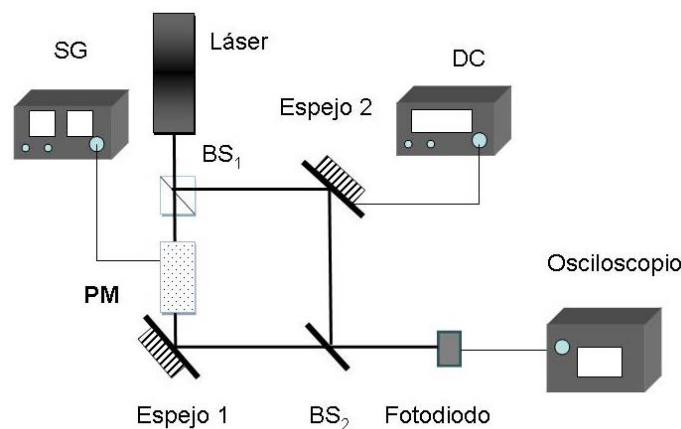 SG
Láser
DC
Espejo 2
BS₁
Osciloscopio
PM
Espejo 1
BS₂
Fotodiodo